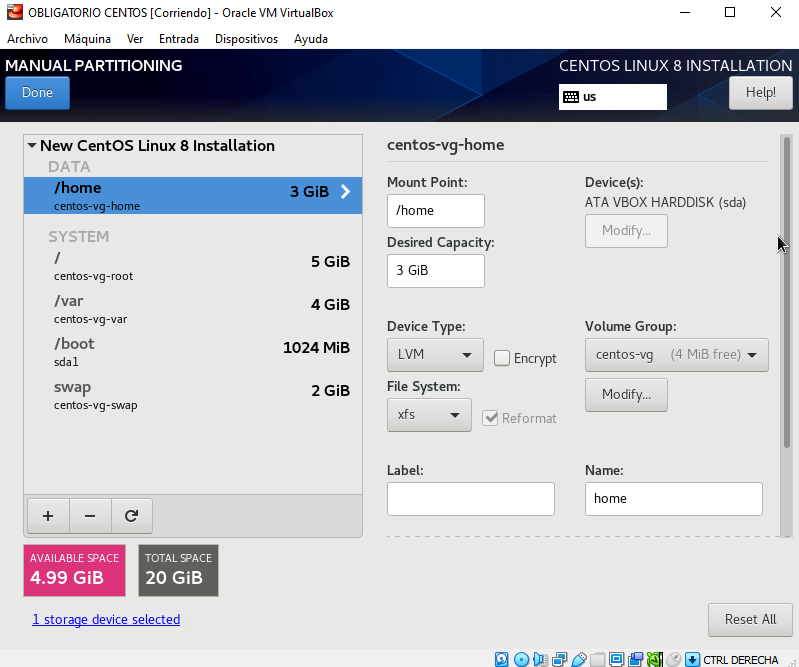 OBLIGATORIO CENTOS [Corriendo] - Oracle VM VirtualBox
Archivo Máquina Ver Entrada Dispositivos Ayuda
MANUAL PARTITIONING
CENTOS LINUX 8 INSTALLATION
Done
us
Help!
New CentOS Linux 8 Installation
DATA
/home 3 GiB
centos-vg-home
SYSTEM
/ 5 GiB
centos-vg-root
/var 4 GiB
centos-vg-var
/boot 1024 MiB
sda1
swap 2 GiB
centos-vg-swap
+ −
AVAILABLE SPACE
4.99 GiB
TOTAL SPACE
20 GiB
1 storage device selected
centos-vg-home
Mount Point:
/home
Device(s):
ATA VBOX HARDDISK (sda)
Modify...
Desired Capacity:
3 GiB
Device Type:
LVM
Encrypt
Volume Group:
centos-vg (4 MiB free)
Modify...
File System:
xfs
Reformat
Label:
Name:
home
Reset All
CTRL DERECHA